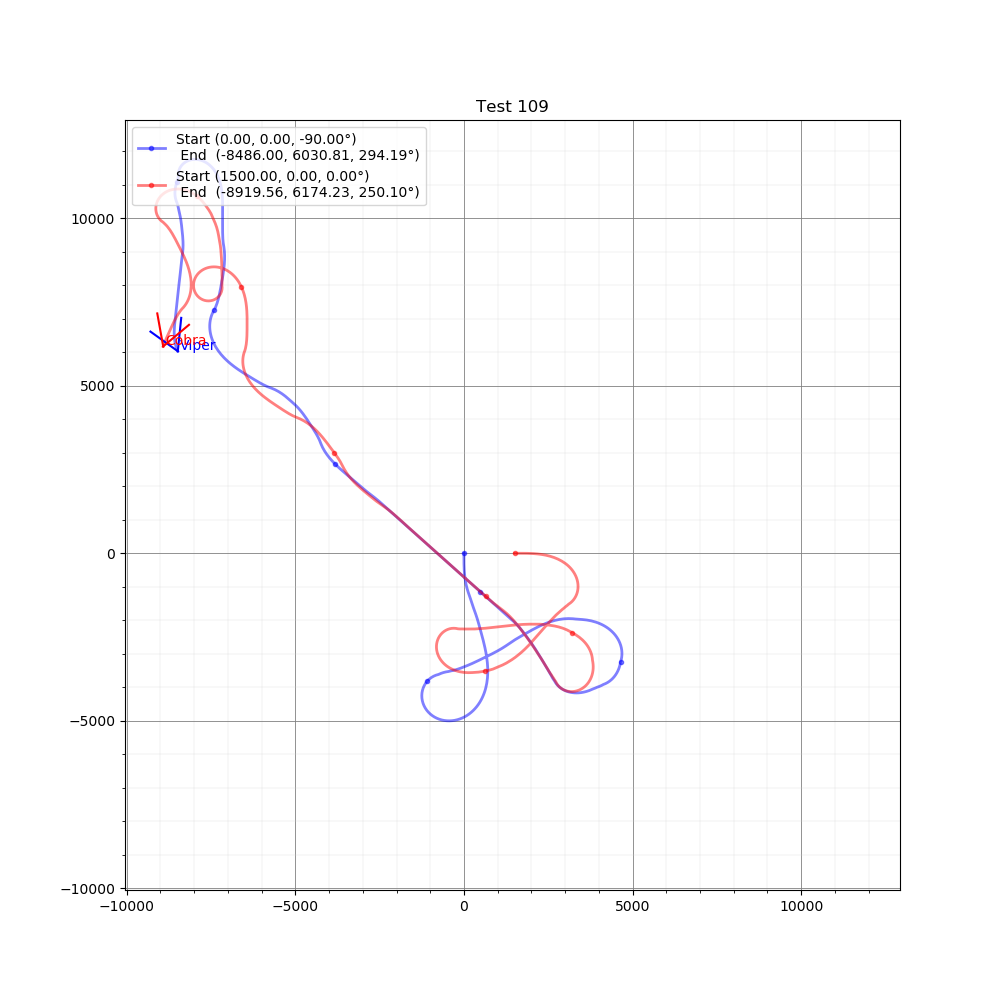 Test 109
Start (0.00, 0.00, -90.00°)
End (-8486.00, 6030.81, 294.19°)
Start (1500.00, 0.00, 0.00°)
End (-8919.56, 6174.23, 250.10°)
10000
5000
0
−5000
−10000
Cobra
Viper
−10000
−5000
0
5000
10000